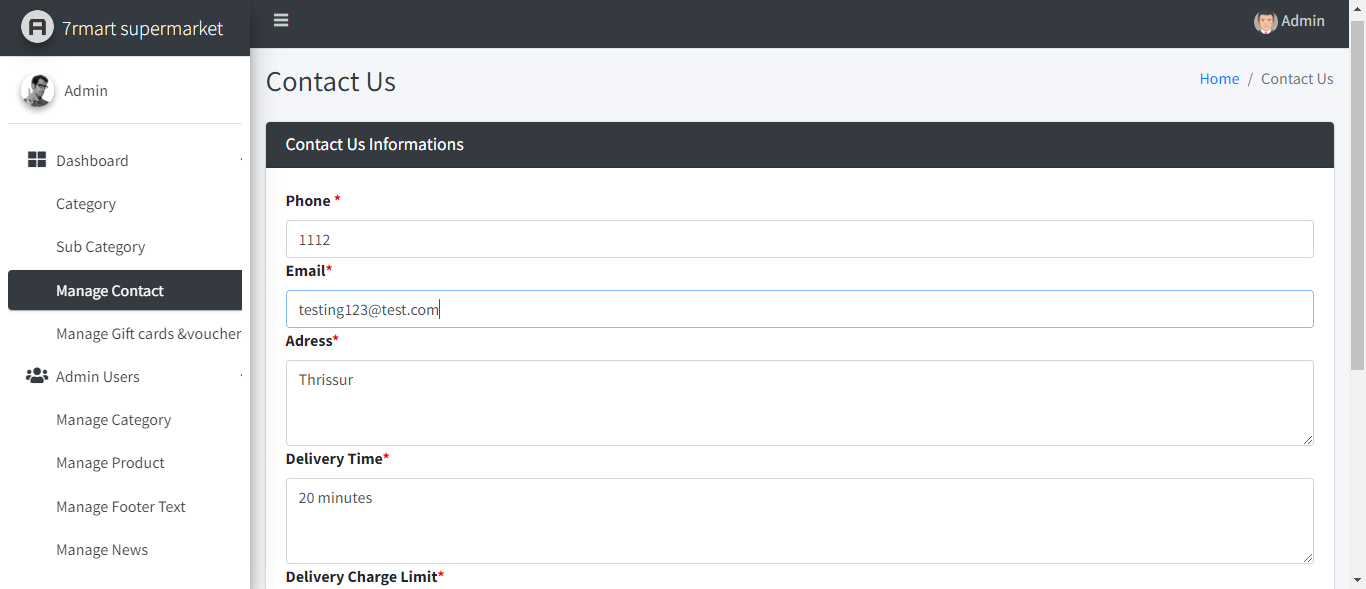 7rmart supermarket
Admin
Admin
Dashboard
Category
Sub Category
Manage Contact
Manage Gift cards &voucher
Admin Users
Manage Category
Manage Product
Manage Footer Text
Manage News
Contact Us
Home / Contact Us
Contact Us Informations
Phone *
1112
Email*
testing123@test.com
Adress*
Thrissur
Delivery Time*
20 minutes
Delivery Charge Limit*